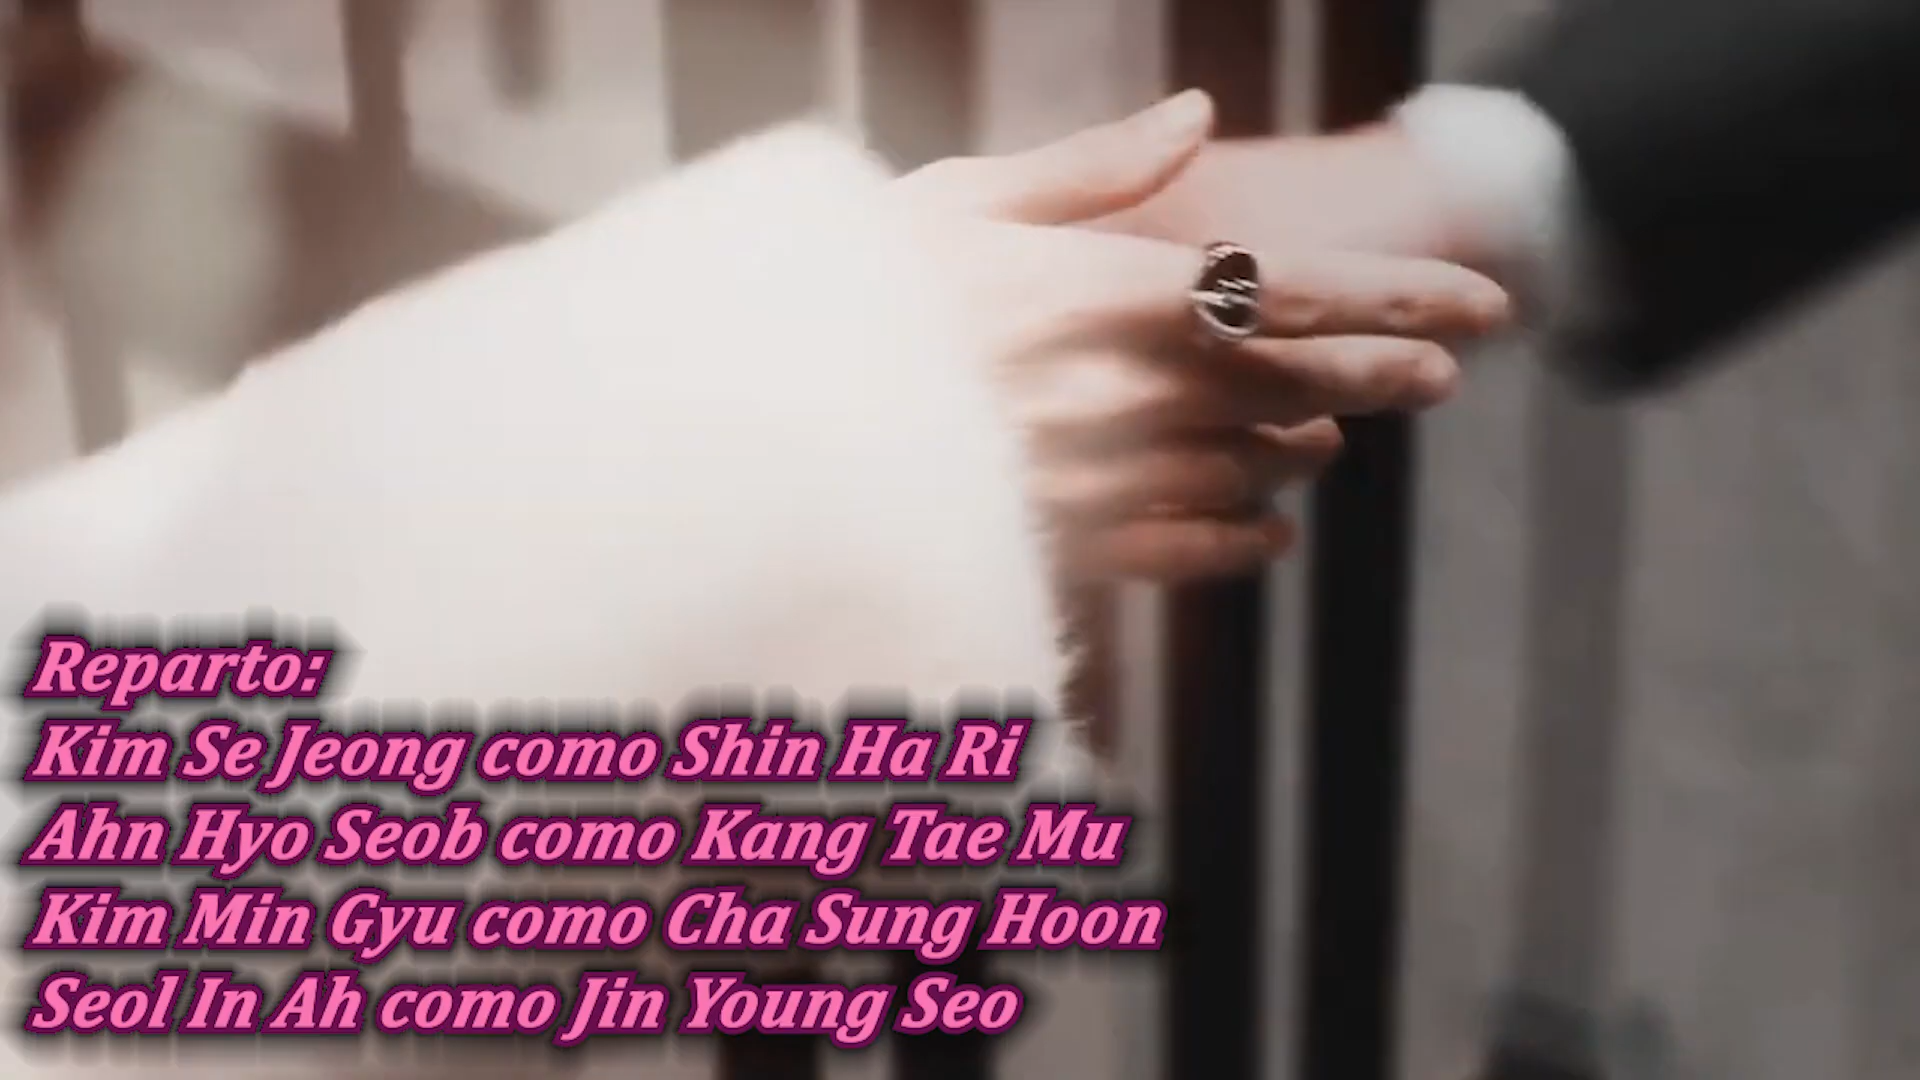 Reparto:
Kim Se Jeong como Shin Ha Ri
Ahn Hyo Seob como Kang Tae Mu
Kim Min Gyu como Cha Sung Hoon
Seol In Ah como Jin Young Seo